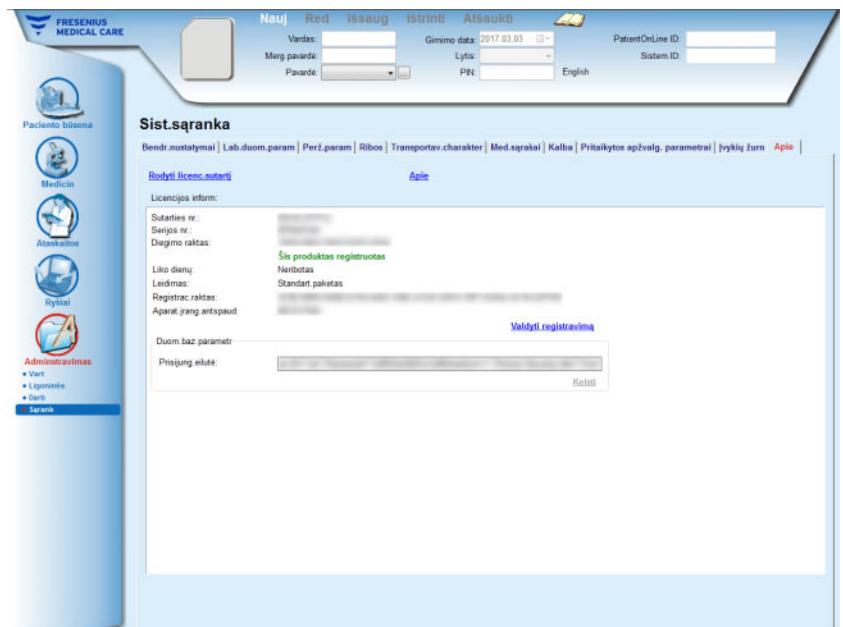 FRESENIUS
MEDICAL CARE
Nauj Red Issaug Ištrinti Atšaukti
Vardas: Gimimo data: 2017.03.03 PatientOnLine ID:
Merg.pavardė: Lytis: Sistem.ID:
Pavardė: ... PIN: English
Paciento būsena
Medicin
Ataskaitos
Ryšiai
Adminstravimas
Vart
Ligoninės
Darb
Sąrank
Sist.sąranka
Bendr.nustatymai Lab.duom.param Perž.param Ribos Transportav.charakter Med.sąrašai Kalba Pritaikytos apžvalg. parametrai Įvykių žurn Apie
Rodyti licenc.sutartį Apie
Licencijos inform:
Sutarties nr.:
Serijos nr.:
Diegimo raktas:
Šis produktas registruotas
Liko dienų: Neribotas
Leidimas: Standart.paketas
Registrac.raktas:
Aparat.įrang.antspaud:
Valdyti registravimą
Duom.baz.parametr
Prisijung.eilutė:
Keisti